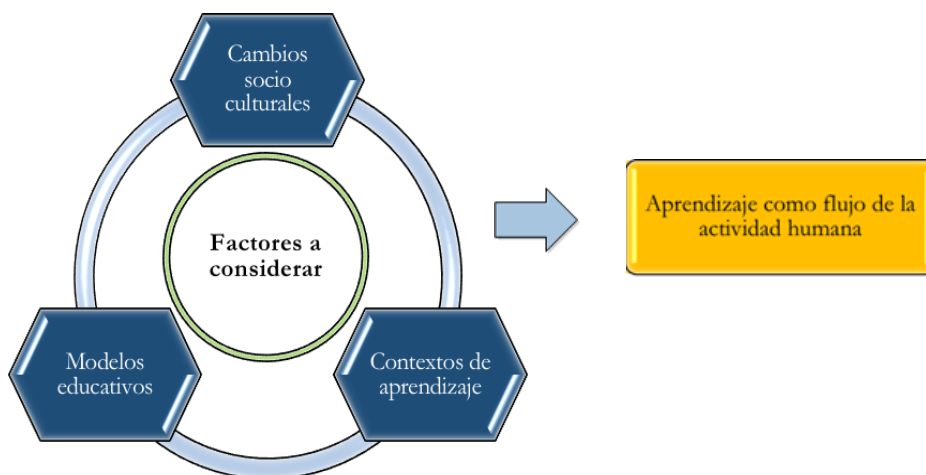 Cambios
socio
culturales
Factores a
considerar
Modelos
educativos
Contextos de
aprendizaje
Aprendizaje como flujo de la
actividad humana